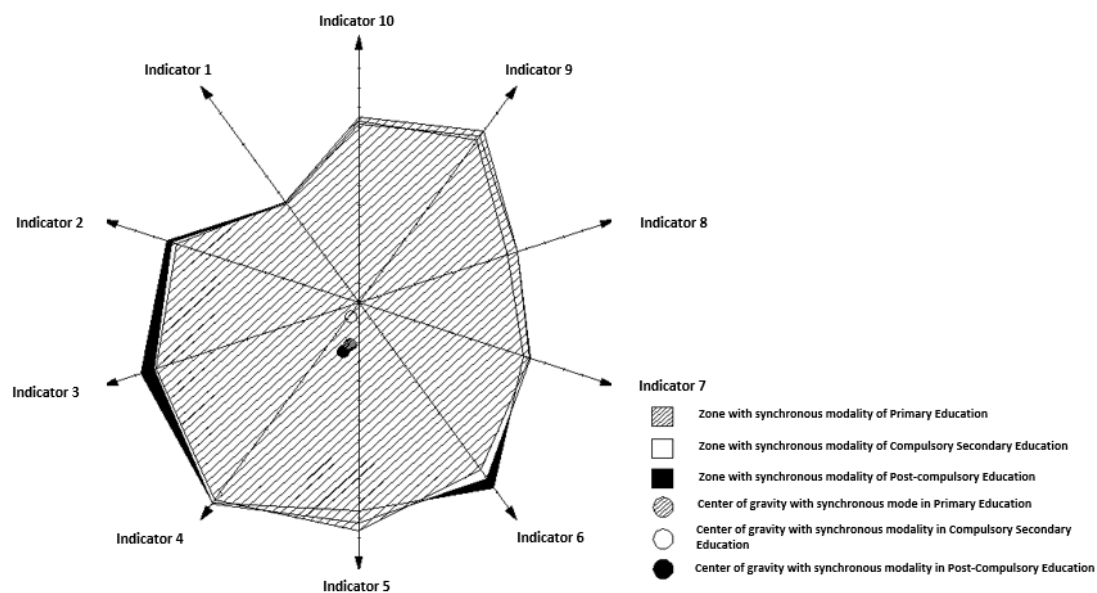 Indicator 10
Indicator 1
Indicator 9
Indicator 2
Indicator 8
Indicator 3
Indicator 7
Indicator 4
Indicator 6
Indicator 5
Zone with synchronous modality of Primary Education
Zone with synchronous modality of Compulsory Secondary Education
Zone with synchronous modality of Post-compulsory Education
Center of gravity with synchronous mode in Primary Education
Center of gravity with synchronous modality in Compulsory Secondary
Education
Center of gravity with synchronous modality in Post-Compulsory Education